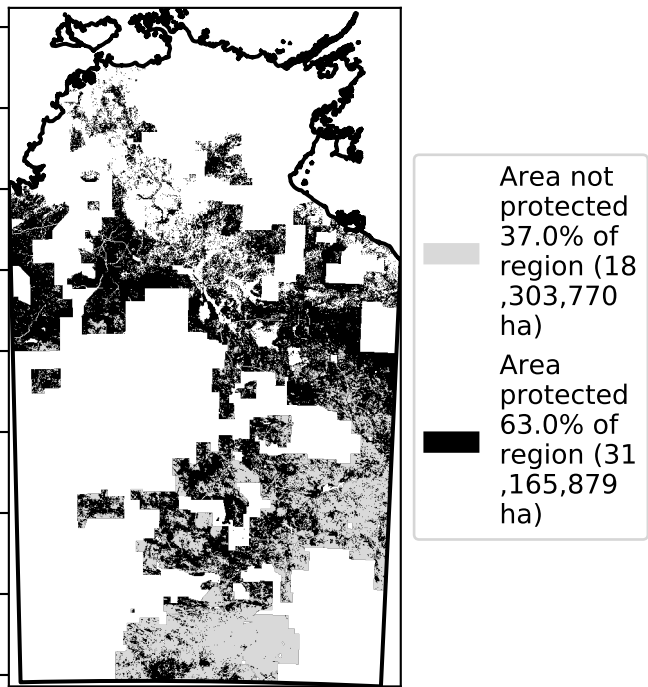 Area not
protected
37.0% of
region (18
,303,770
ha)
Area
protected
63.0% of
region (31
,165,879
ha)